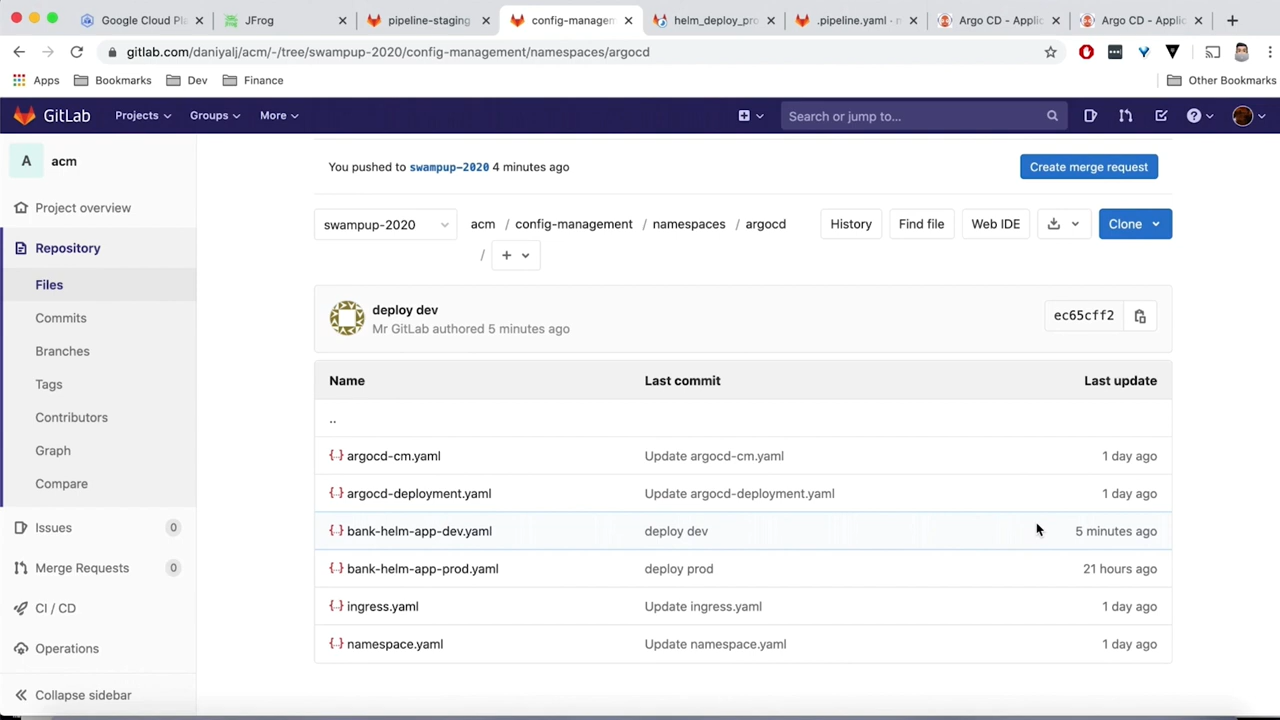 Google Cloud Pla
JFrog
pipeline-staging
config-managemen
helm_deploy_pro
.pipeline.yaml · n
Argo CD - Applic
Argo CD - Applic
gitlab.com/daniyalj/acm/-/tree/swampup-2020/config-management/namespaces/argocd
Apps
Bookmarks
Dev
Finance
Other Bookmarks
GitLab
Projects
Groups
More
Search or jump to...
A
acm
Project overview
Repository
Files
Commits
Branches
Tags
Contributors
Graph
Compare
Issues 0
Merge Requests 0
CI / CD
Operations
Collapse sidebar
You pushed to swampup-2020 4 minutes ago
Create merge request
swampup-2020
acm / config-management / namespaces / argocd
/ +
History
Find file
Web IDE
Clone
deploy dev
Mr GitLab authored 5 minutes ago
ec65cff2
Name Last commit Last update
..
argocd-cm.yaml Update argocd-cm.yaml 1 day ago
argocd-deployment.yaml Update argocd-deployment.yaml 1 day ago
bank-helm-app-dev.yaml deploy dev 5 minutes ago
bank-helm-app-prod.yaml deploy prod 21 hours ago
ingress.yaml Update ingress.yaml 1 day ago
namespace.yaml Update namespace.yaml 1 day ago